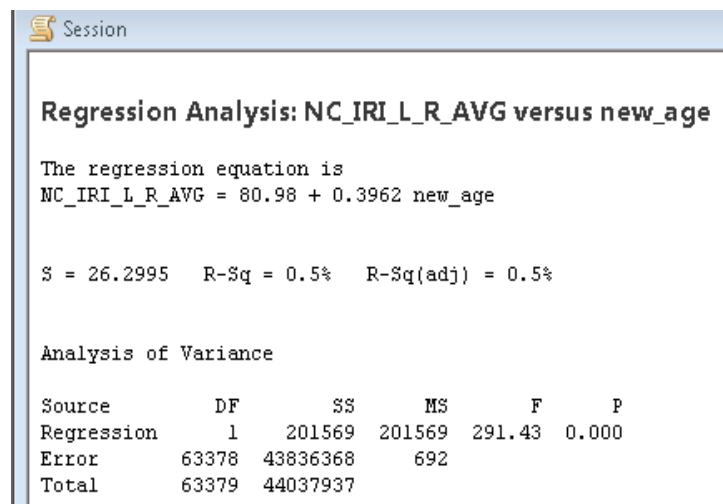 Session
Regression Analysis: NC_IRI_L_R_AVG versus new_age
The regression equation is
NC_IRI_L_R_AVG = 80.98 + 0.3962 new_age
S = 26.2995 R-Sq = 0.5% R-Sq(adj) = 0.5%
Analysis of Variance
Source DF SS MS F P
Regression 1 201569 201569 291.43 0.000
Error 63378 43836368 692
Total 63379 44037937